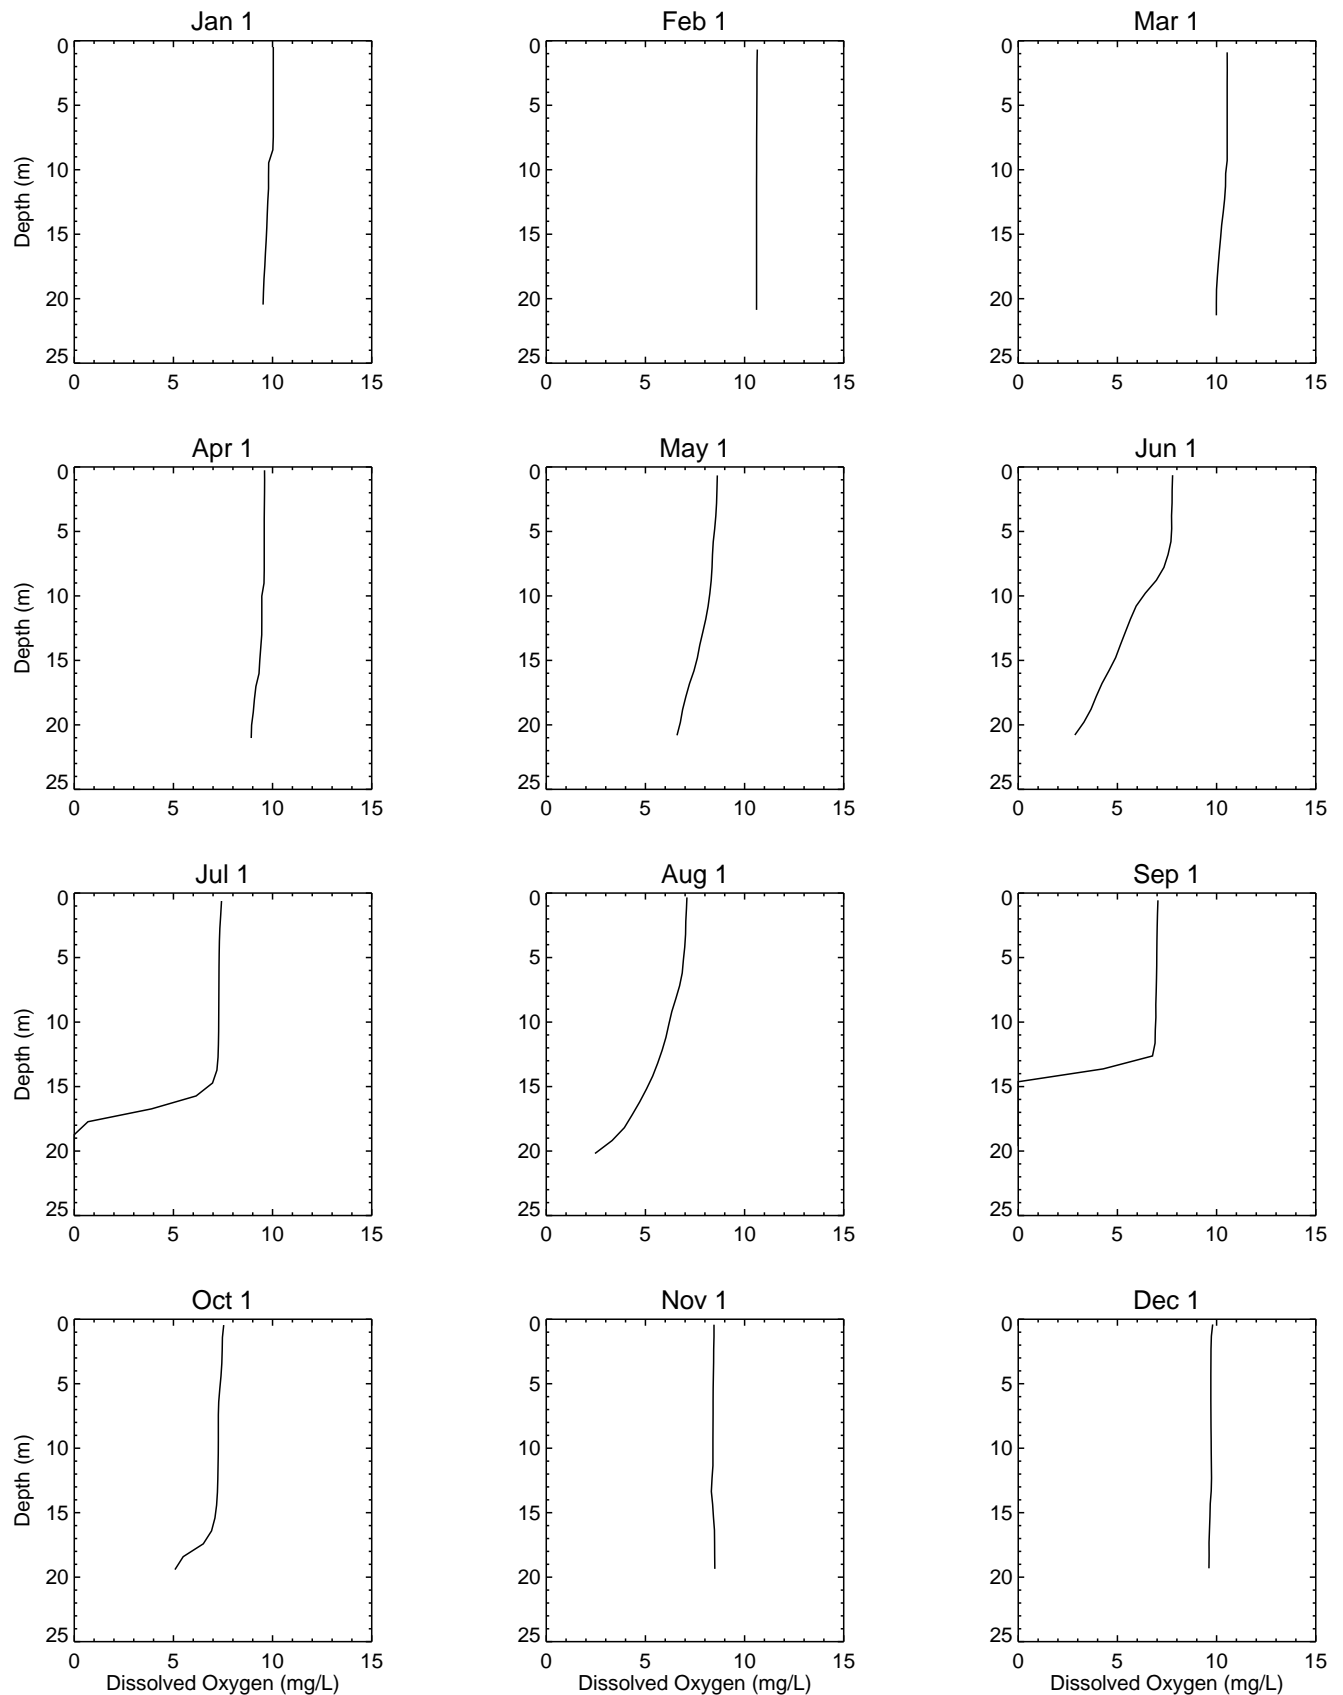 Jan 1 Feb 1 Mar 1
0 0 0
5 5 5
10 10 10
15 15 15
20 20 20
25 25 25
Depth (m)
0 5 10 15 0 5 10 15 0 5 10 15
Apr 1 May 1 Jun 1
0 0 0
5 5 5
10 10 10
15 15 15
20 20 20
25 25 25
Depth (m)
0 5 10 15 0 5 10 15 0 5 10 15
Jul 1 Aug 1 Sep 1
0 0 0
5 5 5
10 10 10
15 15 15
20 20 20
25 25 25
Depth (m)
0 5 10 15 0 5 10 15 0 5 10 15
Oct 1 Nov 1 Dec 1
0 0 0
5 5 5
10 10 10
15 15 15
20 20 20
25 25 25
Depth (m)
0 5 10 15 0 5 10 15 0 5 10 15
Dissolved Oxygen (mg/L) Dissolved Oxygen (mg/L) Dissolved Oxygen (mg/L)